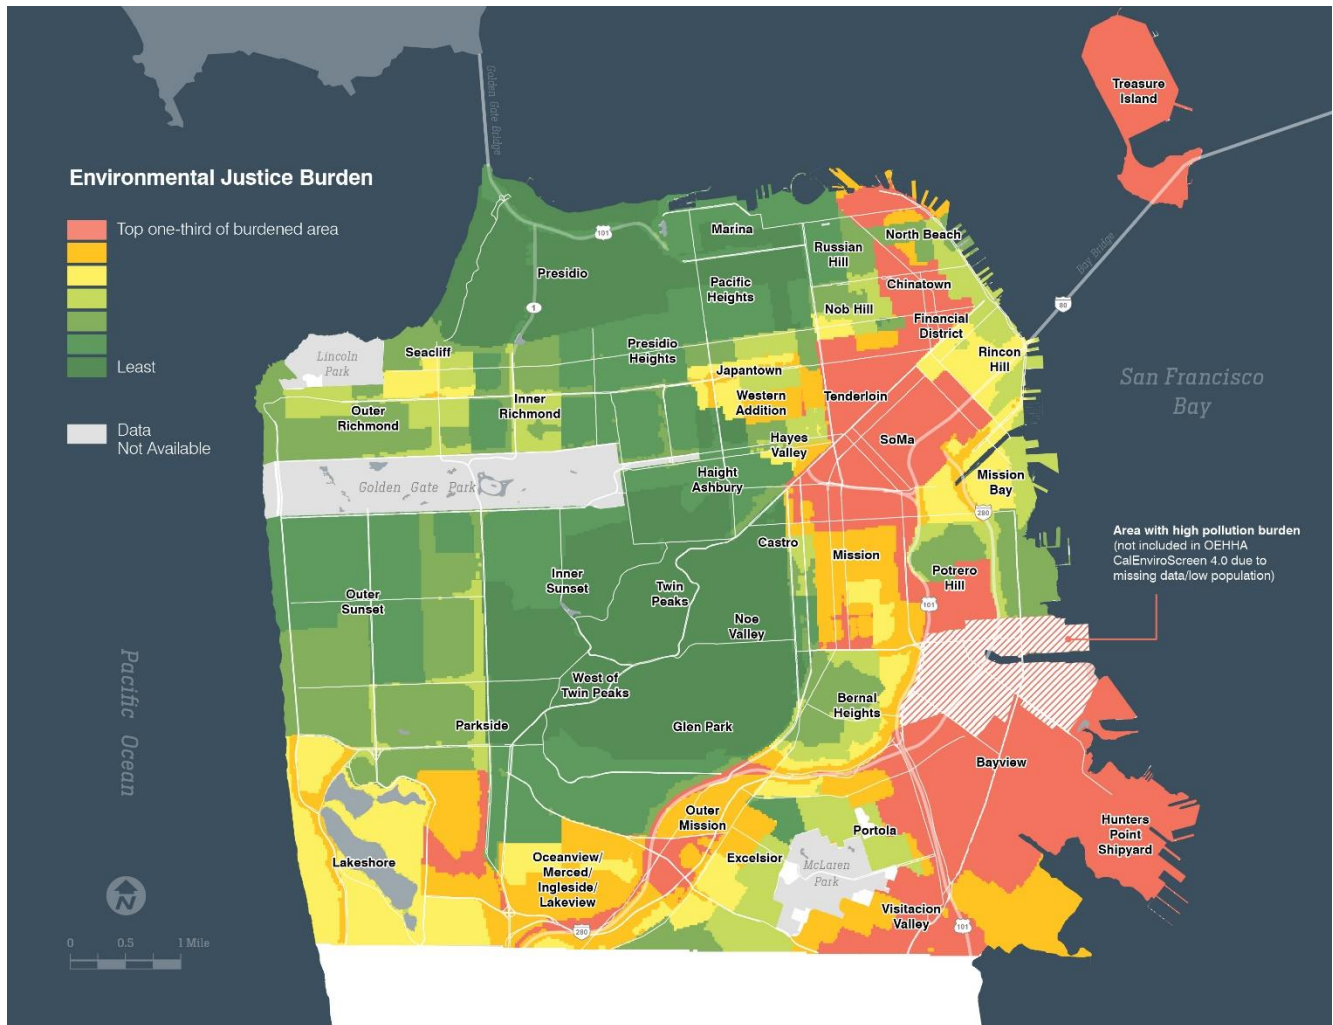 Environmental Justice Burden
Top one-third of burdened area
Least
Data
Not Available
Golden Gate Bridge
Treasure
Island
Bay Bridge
80
San Francisco
Bay
Pacific Ocean
101
1
Presidio
Marina
Pacific
Heights
Russian
Hill
North Beach
Chinatown
Nob Hill
Financial
District
Rincon
Hill
Lincoln
Park
Seacliff
Presidio
Heights
Japantown
Western
Addition
Tenderloin
Outer
Richmond
Inner
Richmond
Hayes
Valley
SoMa
Golden Gate Park
Haight
Ashbury
Mission
Bay
280
Castro
Mission
Potrero
Hill
101
Outer
Sunset
Inner
Sunset
Twin
Peaks
Noe
Valley
Area with high pollution burden
(not included in OEHHA
CalEnviroScreen 4.0 due to
missing data/low population)
West of
Twin Peaks
Bernal
Heights
Parkside
Glen Park
Bayview
Outer
Mission
Portola
Hunters
Point
Shipyard
Lakeshore
Oceanview/
Merced/
Ingleside/
Lakeview
Excelsior
McLaren
Park
Visitacion
Valley
280
101
N
0 0.5 1 Mile